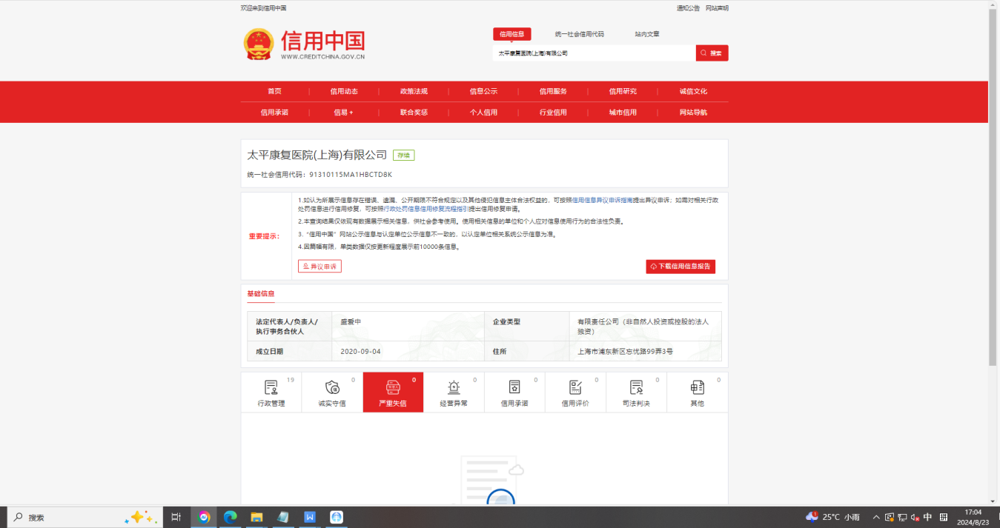 欢迎来到信用中国
通知公告 网站声明
信用中国
WWW.CREDITCHINA.GOV.CN
信用信息 统一社会信用代码 站内文章
太平康复医院(上海)有限公司 搜索
首页 信用动态 政策法规 信息公示 信用服务 信用研究 诚信文化
信用承诺 信易+ 联合奖惩 个人信用 行业信用 城市信用 网站导航
太平康复医院(上海)有限公司 存续
统一社会信用代码：91310115MA1HBCTD8K
重要提示：
1.如认为所展示信息存在错误、遗漏、公开期限不符合规定以及其他侵犯信息主体合法权益的，可按照信用信息异议申诉指南提出异议申诉；如需对相关行政
处罚信息进行信用修复，可按照行政处罚信息信用修复流程指引提出信用修复申请。
2.本查询结果仅依现有数据展示相关信息，供社会参考使用。使用相关信息的单位和个人应对信息使用行为的合法性负责。
3.“信用中国”网站公示信息与认定单位公示信息不一致的，以认定单位相关系统公示信息为准。
4.因篇幅有限，单类数据仅按更新程度展示前10000条信息。
异议申诉 下载信用信息报告
基础信息
法定代表人/负责人/
执行事务合伙人
盛爱中
企业类型
有限责任公司（非自然人投资或控股的法人
独资）
成立日期 2020-09-04 住所 上海市浦东新区忘忧路99弄3号
19 0 0 0 0 0 0 0
行政管理 诚实守信 严重失信 经营异常 信用承诺 信用评价 司法判决 其他
搜索
25°C 小雨
中
17:04
2024/8/23